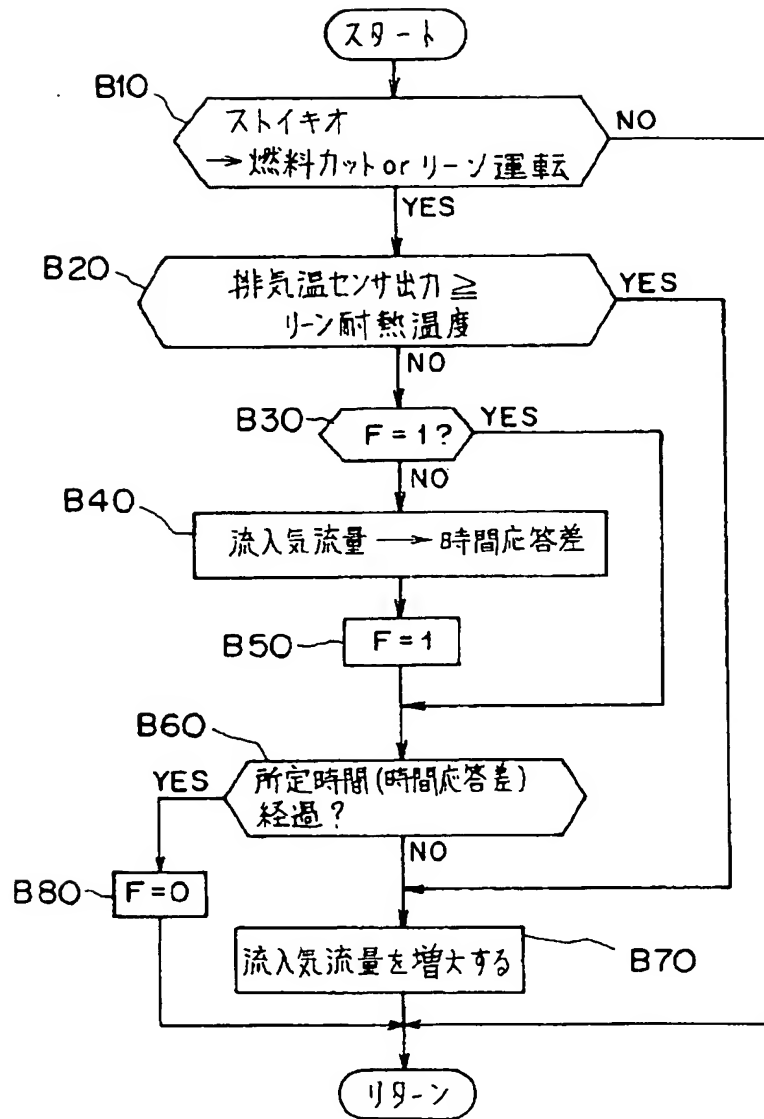 スタート
B10
ストイキオ
→燃料カットorリーン運転
NO
YES
B20
排気温センサ出力≧
リーン耐熱温度
YES
NO
B30
F=1?
YES
NO
B40
流入気流量→時間応答差
B50
F=1
B60
所定時間(時間応答差)
経過?
YES
NO
B80
F=0
流入気流量を増大する
B70
リターン